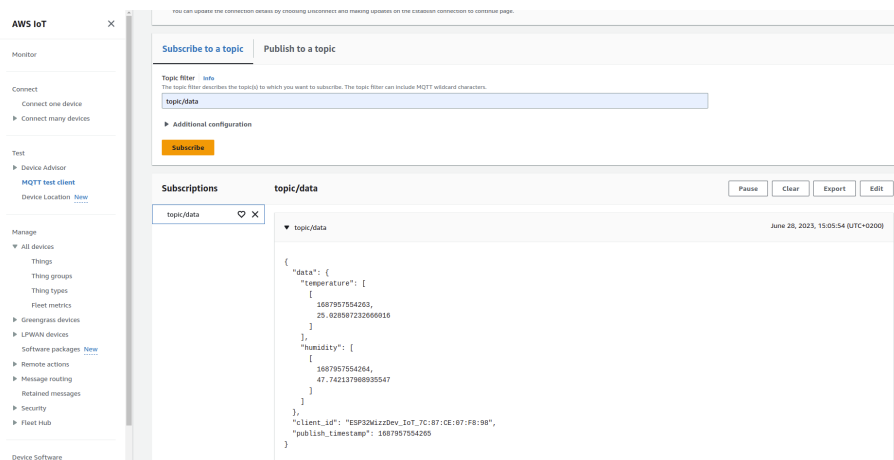 You can update the connection details by choosing Disconnect and making updates on the Establish connection to continue page.
AWS IoT
Monitor
Connect
Connect one device
Connect many devices
Test
Device Advisor
MQTT test client
Device Location New
Manage
All devices
Things
Thing groups
Thing types
Fleet metrics
Greengrass devices
LPWAN devices
Software packages New
Remote actions
Message routing
Retained messages
Security
Fleet Hub
Device Software
Subscribe to a topic
Publish to a topic
Topic filter Info
The topic filter describes the topic(s) to which you want to subscribe. The topic filter can include MQTT wildcard characters.
topic/data
Additional configuration
Subscribe
Subscriptions
topic/data
topic/data
Pause Clear Export Edit
topic/data
June 28, 2023, 15:05:54 (UTC+0200)
{
"data": {
"temperature": [
[
1687957554263,
25.028507232666016
]
],
"humidity": [
[
1687957554264,
47.742137908935547
]
]
},
"client_id": "ESP32WizzDev_IoT_7C:87:CE:07:F8:98",
"publish_timestamp": 1687957554265
}